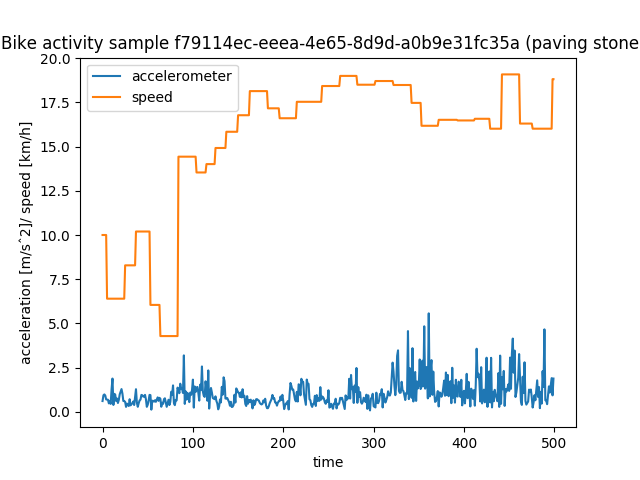 Bike activity sample f79114ec-eeea-4e65-8d9d-a0b9e31fc35a (paving stone
accelerometer
speed
acceleration [m/sˆ2]/ speed [km/h]
20.0
17.5
15.0
12.5
10.0
7.5
5.0
2.5
0.0
0 100 200 300 400 500
time